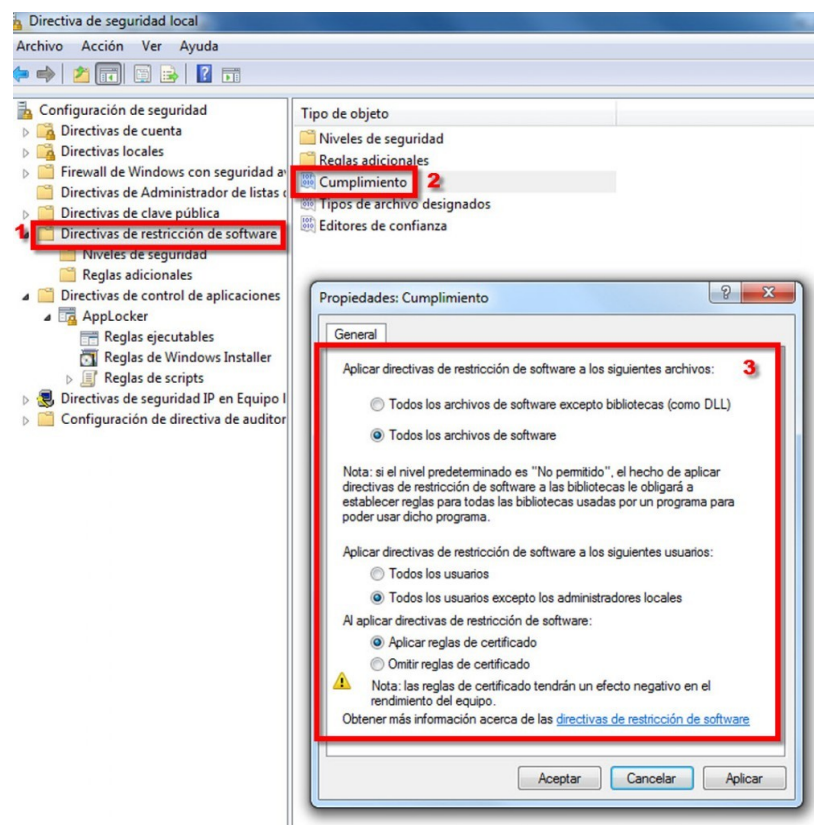 Directiva de seguridad local
Archivo Acción Ver Ayuda
Configuración de seguridad
Directivas de cuenta
Directivas locales
Firewall de Windows con seguridad a
Directivas de Administrador de listas
Directivas de clave pública
1 Directivas de restricción de software
Niveles de seguridad
Reglas adicionales
Directivas de control de aplicaciones
AppLocker
Reglas ejecutables
Reglas de Windows Installer
Reglas de scripts
Directivas de seguridad IP en Equipo l
Configuración de directiva de auditor
Tipo de objeto
Niveles de seguridad
Reglas adicionales
Cumplimiento 2
Tipos de archivo designados
Editores de confianza
Propiedades: Cumplimiento
General
Aplicar directivas de restricción de software a los siguientes archivos: 3
Todos los archivos de software excepto bibliotecas (como DLL)
Todos los archivos de software
Nota: si el nivel predeterminado es "No permitido", el hecho de aplicar
directivas de restricción de software a las bibliotecas le obligará a
establecer reglas para todas las bibliotecas usadas por un programa para
poder usar dicho programa.
Aplicar directivas de restricción de software a los siguientes usuarios:
Todos los usuarios
Todos los usuarios excepto los administradores locales
Al aplicar directivas de restricción de software:
Aplicar reglas de certificado
Omitir reglas de certificado
Nota: las reglas de certificado tendrán un efecto negativo en el
rendimiento del equipo.
Obtener más información acerca de las directivas de restricción de software
Aceptar Cancelar Aplicar